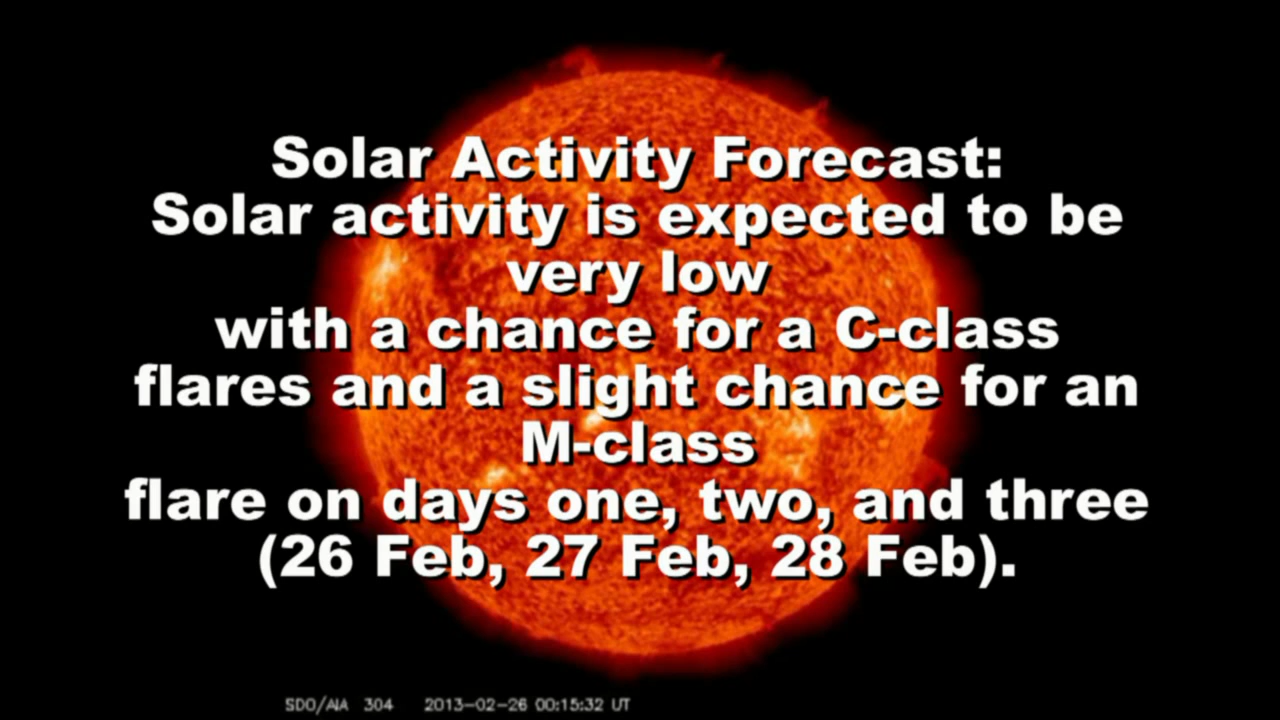 Solar Activity Forecast:
Solar activity is expected to be
very low
with a chance for a C-class
flares and a slight chance for an
M-class
flare on days one, two, and three
(26 Feb, 27 Feb, 28 Feb).
SDO/AIA 304 2013-02-26 00:15:32 UT